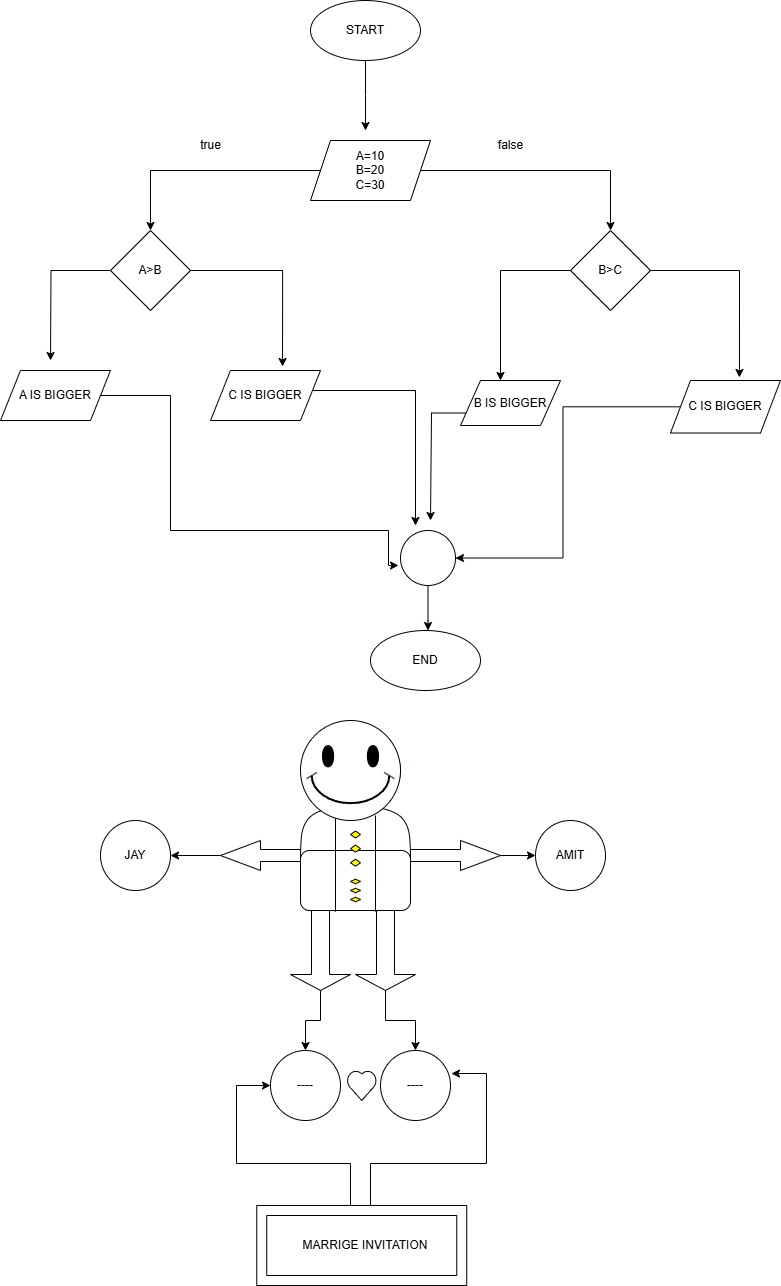 START
true
false
A=10
B=20
C=30
A>B
B>C
A IS BIGGER
C IS BIGGER
B IS BIGGER
C IS BIGGER
END
JAY
AMIT
----
----
MARRIGE INVITATION